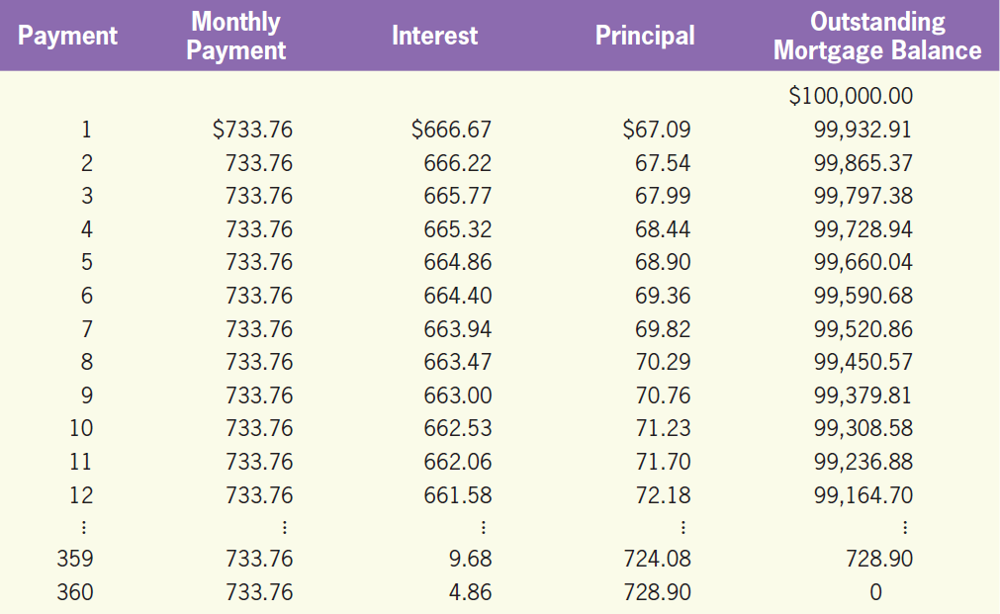 Payment Monthly Payment Interest Principal Outstanding Mortgage Balance
$100,000.00
1 $733.76 $666.67 $67.09 99,932.91
2 733.76 666.22 67.54 99,865.37
3 733.76 665.77 67.99 99,797.38
4 733.76 665.32 68.44 99,728.94
5 733.76 664.86 68.90 99,660.04
6 733.76 664.40 69.36 99,590.68
7 733.76 663.94 69.82 99,520.86
8 733.76 663.47 70.29 99,450.57
9 733.76 663.00 70.76 99,379.81
10 733.76 662.53 71.23 99,308.58
11 733.76 662.06 71.70 99,236.88
12 733.76 661.58 72.18 99,164.70
⋮ ⋮ ⋮ ⋮ ⋮
359 733.76 9.68 724.08 728.90
360 733.76 4.86 728.90 0